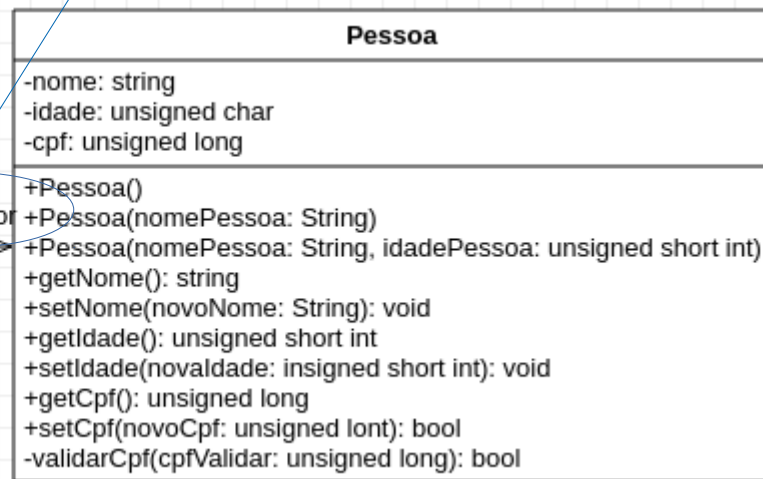 Pessoa
-nome: string
-idade: unsigned char
-cpf: unsigned long
+Pessoa()
or +Pessoa(nomePessoa: String)
+Pessoa(nomePessoa: String, idadePessoa: unsigned short int)
+getNome(): string
+setNome(novoNome: String): void
+getIdade(): unsigned short int
+setIdade(novaIdade: insigned short int): void
+getCpf(): unsigned long
+setCpf(novoCpf: unsigned lont): bool
-validarCpf(cpfValidar: unsigned long): bool